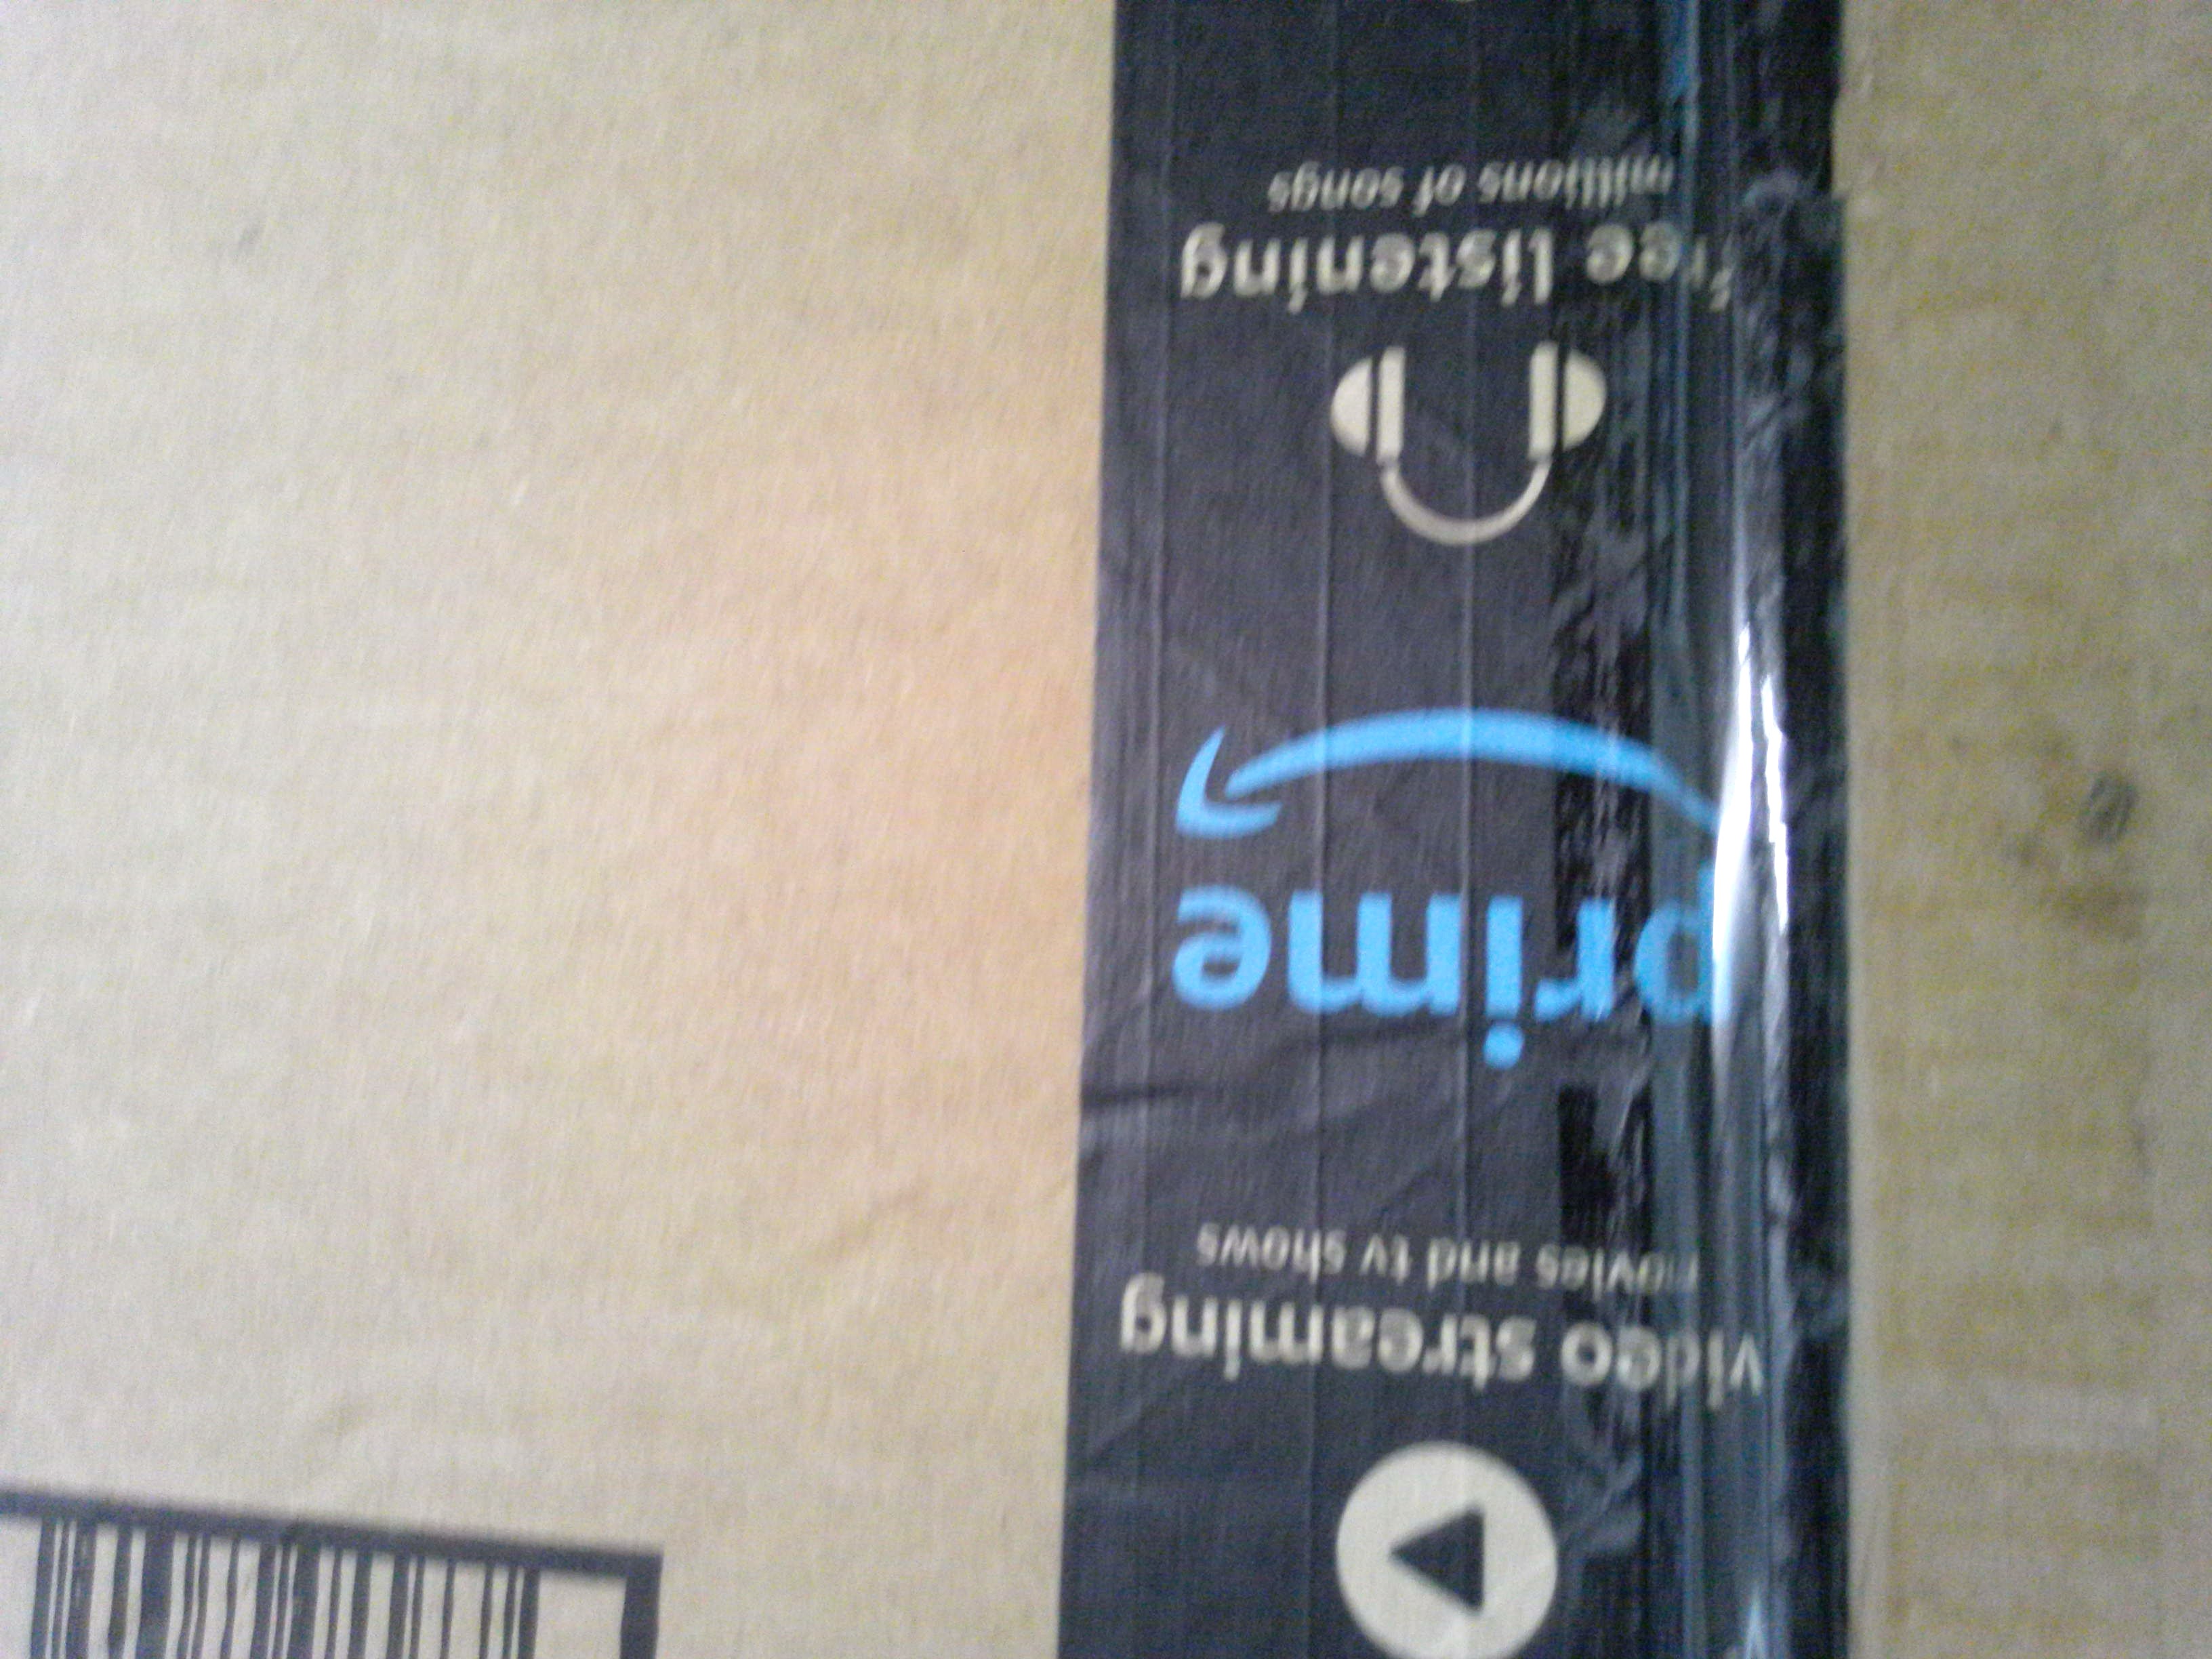 video streaming
movies and tv shows
prime
free listening
millions of songs